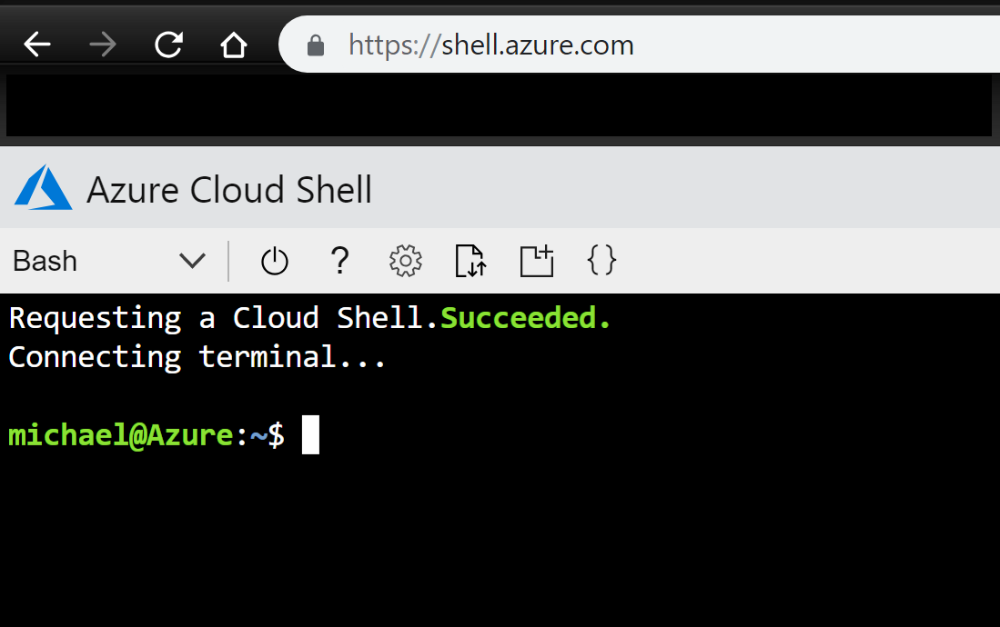 https://shell.azure.com
Azure Cloud Shell
Bash ? {}
Requesting a Cloud Shell.Succeeded.
Connecting terminal...
michael@Azure:~$